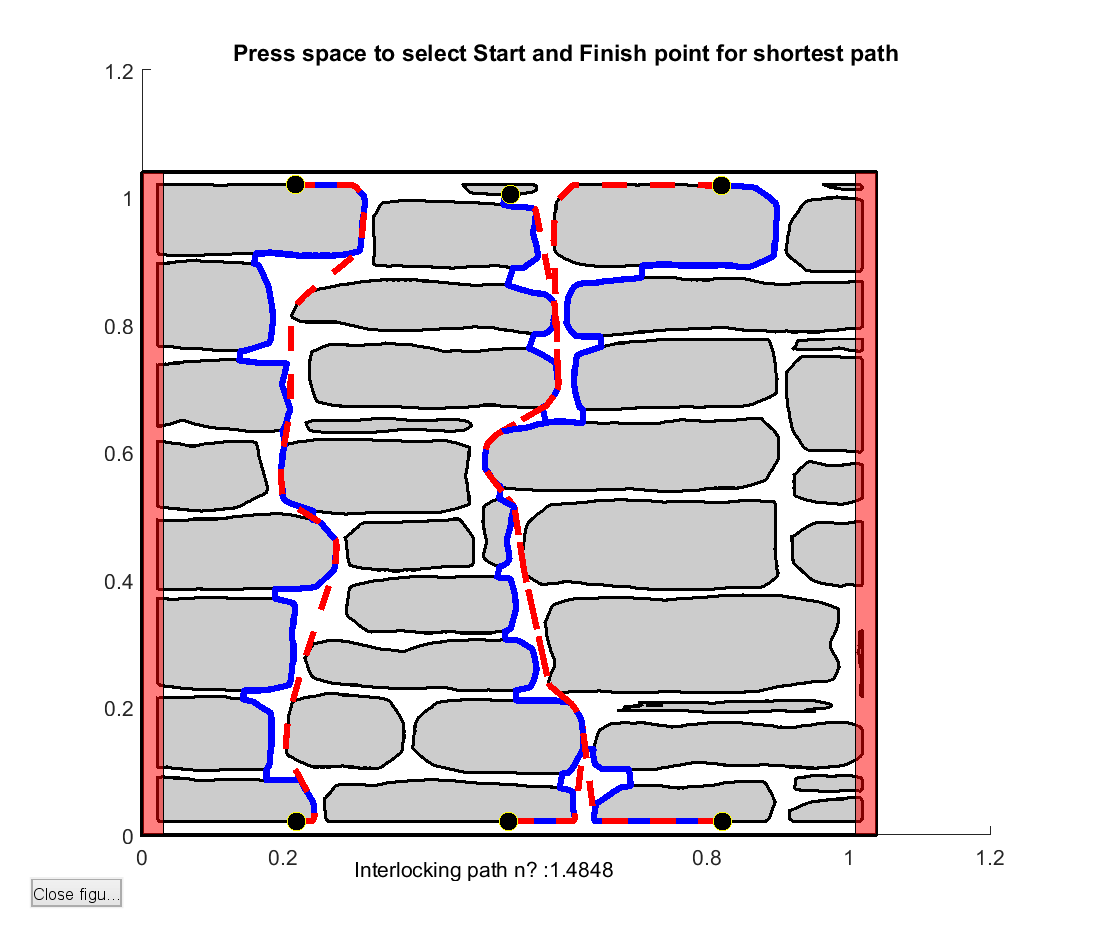 Press space to select Start and Finish point for shortest path
1.2
1
0.8
0.6
0.4
0.2
0
0 0.2 0.8 1 1.2
Interlocking path n? :1.4848
Close figu...